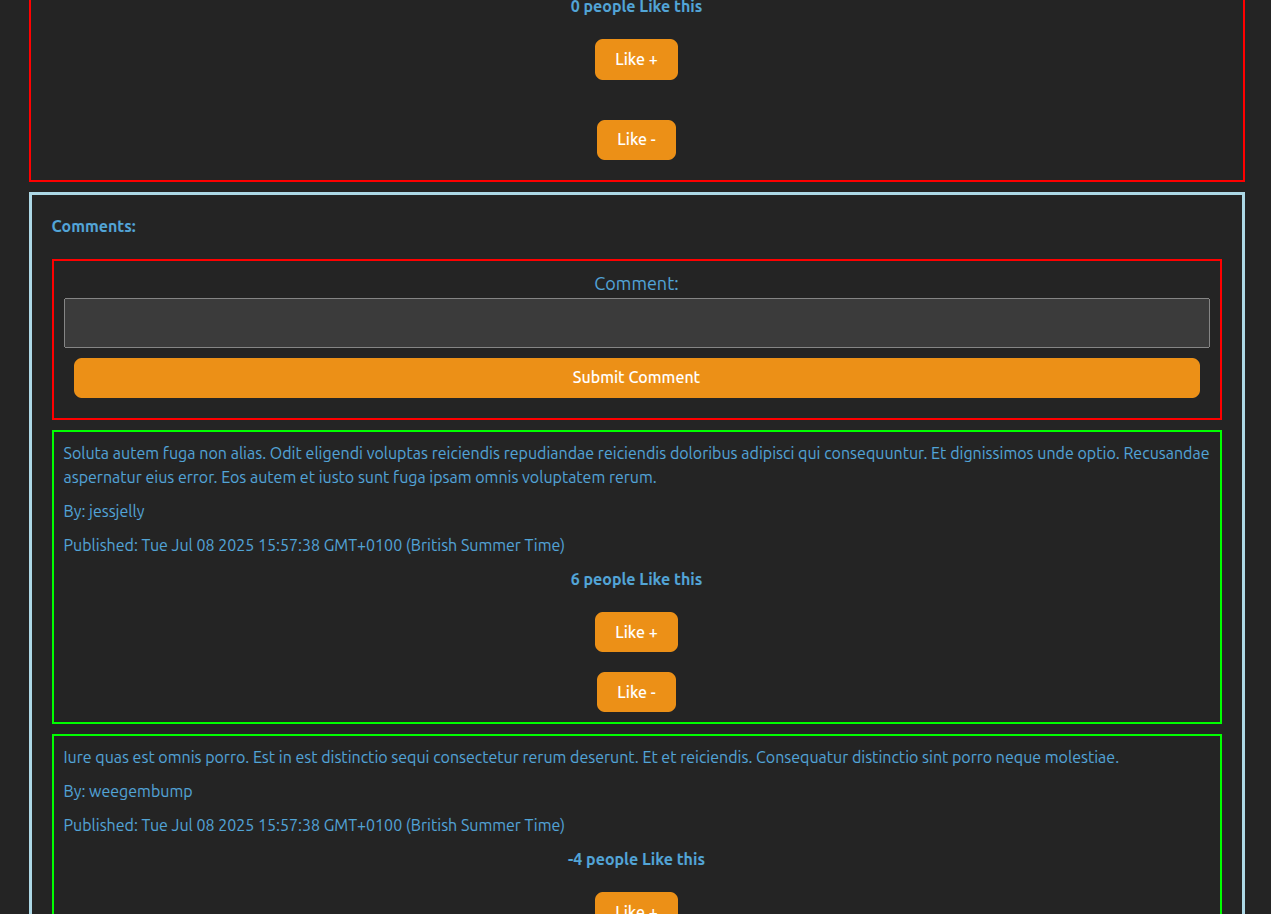 0 people Like this
Like +
Like -
Comments:
Comment:
Submit Comment
Soluta autem fuga non alias. Odit eligendi voluptas reiciendis repudiandae reiciendis doloribus adipisci qui consequuntur. Et dignissimos unde optio. Recusandae
aspernatur eius error. Eos autem et iusto sunt fuga ipsam omnis voluptatem rerum.
By: jessjelly
Published: Tue Jul 08 2025 15:57:38 GMT+0100 (British Summer Time)
6 people Like this
Like +
Like -
Iure quas est omnis porro. Est in est distinctio sequi consectetur rerum deserunt. Et et reiciendis. Consequatur distinctio sint porro neque molestiae.
By: weegembump
Published: Tue Jul 08 2025 15:57:38 GMT+0100 (British Summer Time)
-4 people Like this
Like +